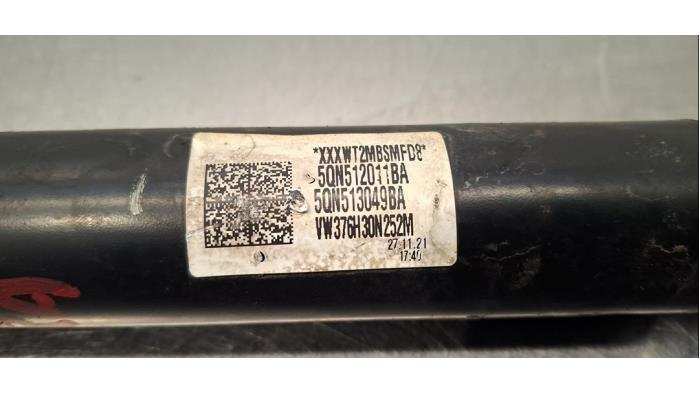 *XXXWT2MBSMFD8*
5QN512011BA
5QN513049BA
VW376H30N252M
27.11.21
17:40